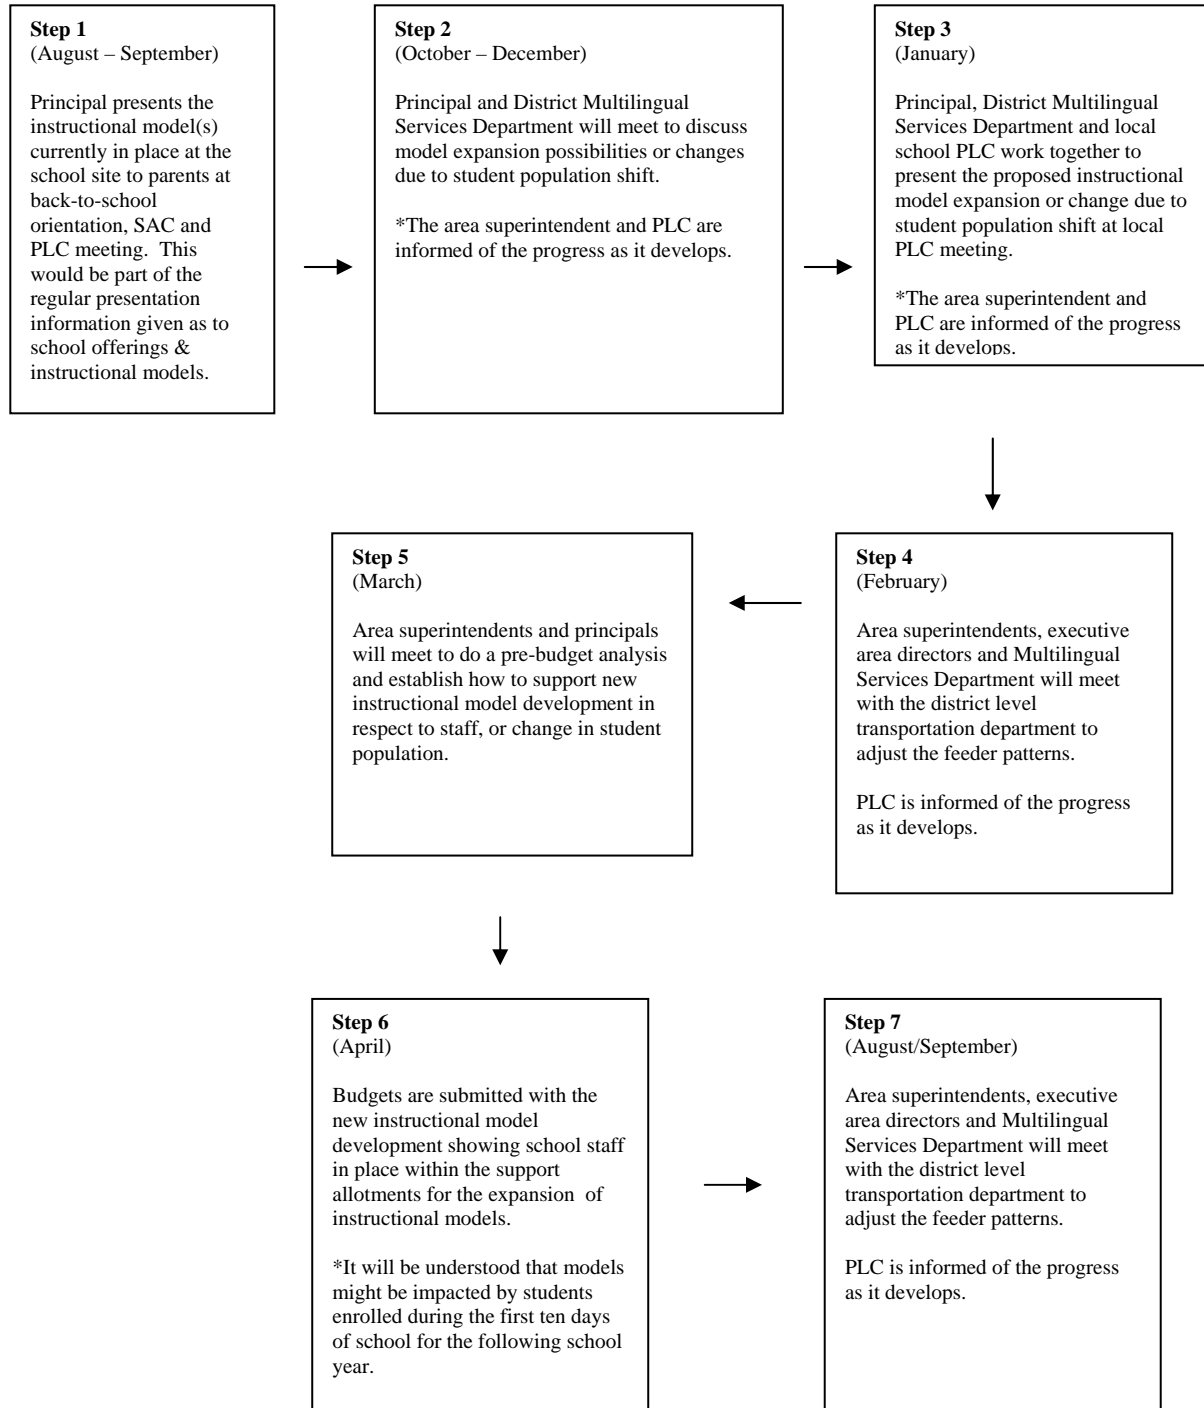 Step 1
(August – September)
Principal presents the
instructional model(s)
currently in place at the
school site to parents at
back-to-school
orientation, SAC and
PLC meeting.  This
would be part of the
regular presentation
information given as to
school offerings &
instructional models.
Step 2
(October – December)
Principal and District Multilingual
Services Department will meet to discuss
model expansion possibilities or changes
due to student population shift.
*The area superintendent and PLC are
informed of the progress as it develops.
Step 3
(January)
Principal, District Multilingual
Services Department and local
school PLC work together to
present the proposed instructional
model expansion or change due to
student population shift at local
PLC meeting.
*The area superintendent and
PLC are informed of the progress
as it develops.
Step 4
(February)
Area superintendents, executive
area directors and Multilingual
Services Department will meet
with the district level
transportation department to
adjust the feeder patterns.
PLC is informed of the progress
as it develops.
Step 5
(March)
Area superintendents and principals
will meet to do a pre-budget analysis
and establish how to support new
instructional model development in
respect to staff, or change in student
population.
Step 6
(April)
Budgets are submitted with the
new instructional model
development showing school staff
in place within the support
allotments for the expansion  of
instructional models.
*It will be understood that models
might be impacted by students
enrolled during the first ten days
of school for the following school
year.
Step 7
(August/September)
Area superintendents, executive
area directors and Multilingual
Services Department will meet
with the district level
transportation department to
adjust the feeder patterns.
PLC is informed of the progress
as it develops.